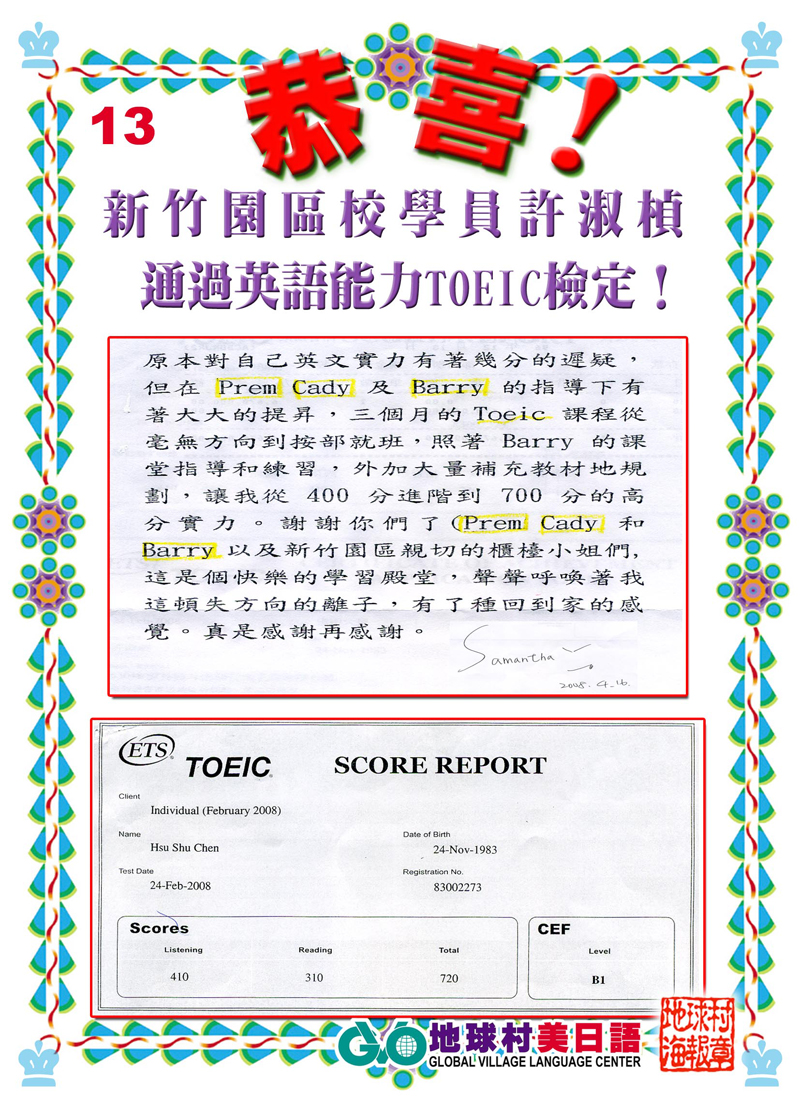 恭喜！
13
新竹園區校學員許淑楨
通過英語能力TOEIC檢定！
原本對自己英文實力有著幾分的遲疑，
但在 Prem Cady 及 Barry 的指導下有
著大大的提昇，三個月的 Toeic 課程從
毫無方向到按部就班，照著 Barry 的課
堂指導和練習，外加大量補充教材地規
劃，讓我從 400 分進階到 700 分的高
分實力。謝謝你們了(Prem Cady 和
Barry 以及新竹園區親切的櫃檯小姐們,
這是個快樂的學習殿堂，聲聲呼喚著我
這頓失方向的離子，有了種回到家的感
覺。真是感謝再感謝。
Samantha
2008. 4. 16.
ETS TOEIC SCORE REPORT
Client
Individual (February 2008)
Name
Hsu Shu Chen
Date of Birth
24-Nov-1983
Test Date
24-Feb-2008
Registration No.
83002273
Scores
Listening Reading Total
410 310 720
CEF
Level
B1
地球村美日語
GLOBAL VILLAGE LANGUAGE CENTER
地球村
海報章